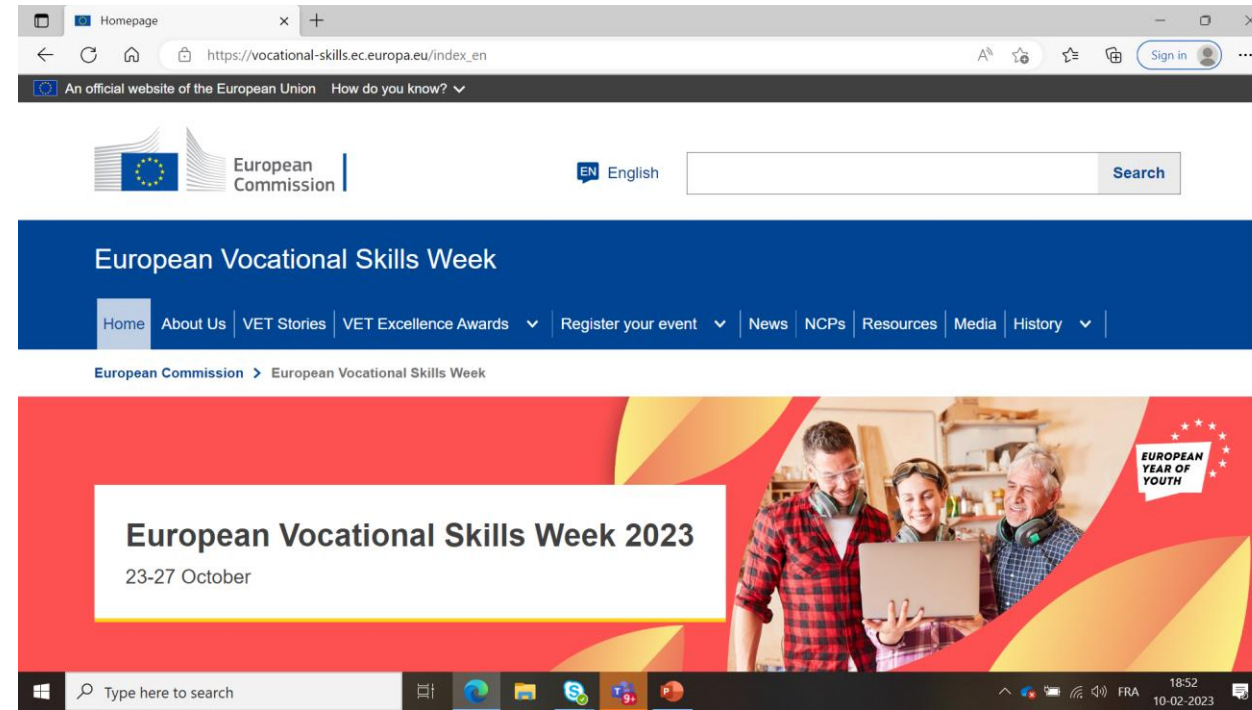 Homepage
https://vocational-skills.ec.europa.eu/index_en
Sign in
An official website of the European Union How do you know?
European
Commission
EN English
Search
European Vocational Skills Week
Home About Us VET Stories VET Excellence Awards Register your event News NCPs Resources Media History
European Commission > European Vocational Skills Week
EUROPEAN
YEAR OF
YOUTH
European Vocational Skills Week 2023
23-27 October
Type here to search
9+
FRA
18:52
10-02-2023